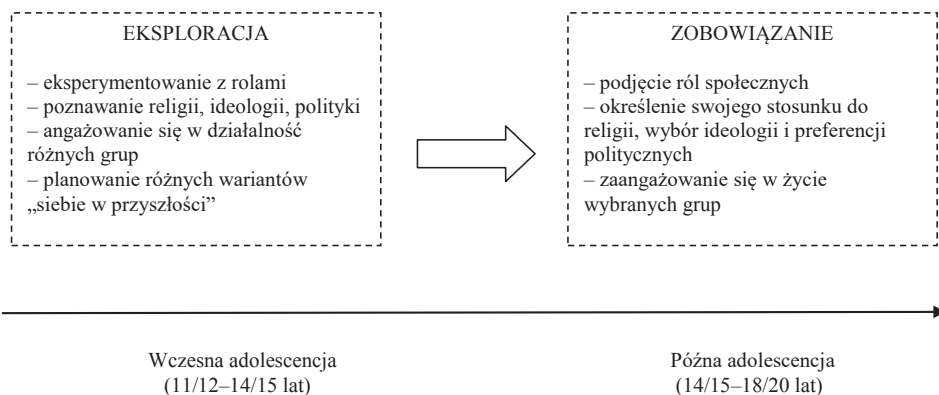 EKSPLORACJA
– eksperymentowanie z rolami
– poznawanie religii, ideologii, polityki
– angażowanie się w działalność
różnych grup
– planowanie różnych wariantów
„siebie w przyszłości”
ZOBOWIĄZANIE
– podjęcie ról społecznych
– określenie swojego stosunku do
religii, wybór ideologii i preferencji
politycznych
– zaangażowanie się w życie
wybranych grup
Wczesna adolescencja
(11/12–14/15 lat)
Późna adolescencja
(14/15–18/20 lat)